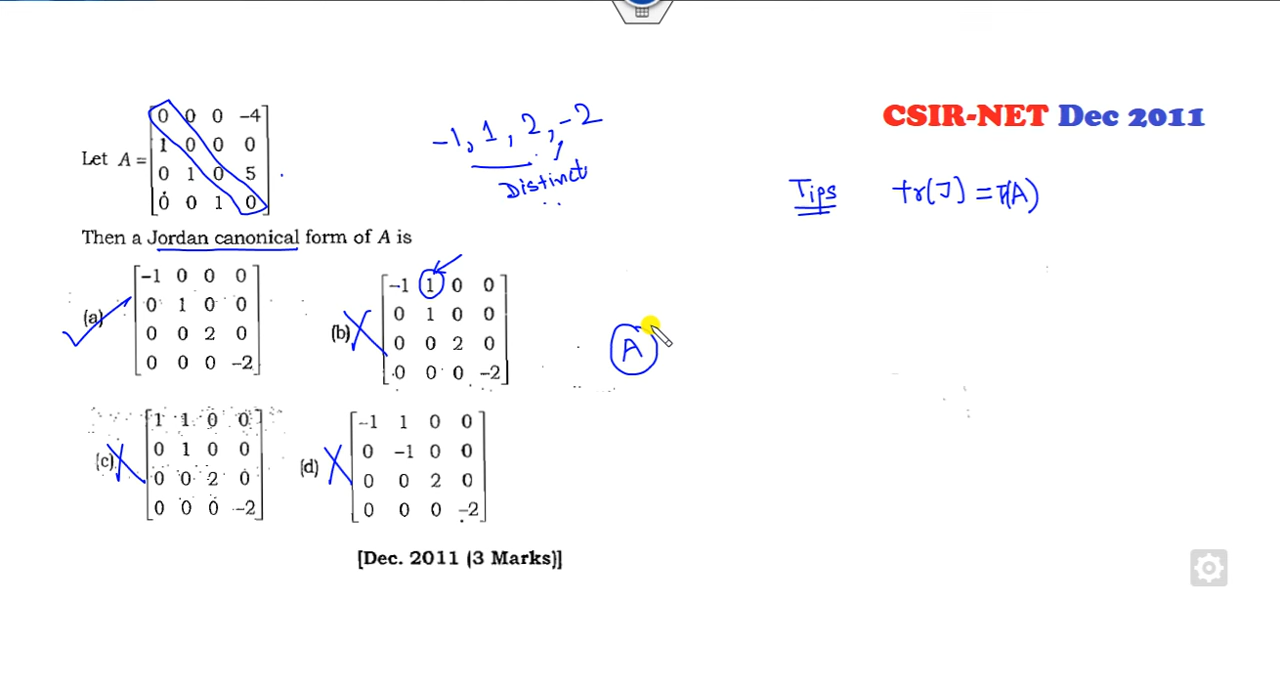 CSIR-NET Dec 2011
Let A = [0 0 0 -4]
[1 0 0 0]
[0 1 0 5]
[0 0 1 0]
-1, 1, 2, -2
Distinct
Tips tr(J) = Tr(A)
Then a Jordan canonical form of A is
(a) [-1 0 0 0]
[0 1 0 0]
[0 0 2 0]
[0 0 0 -2]
(b) [-1 1 0 0]
[0 1 0 0]
[0 0 2 0]
[0 0 0 -2]
A
(c) [1 1 0 0]
[0 1 0 0]
[0 0 2 0]
[0 0 0 -2]
(d) [-1 1 0 0]
[0 -1 0 0]
[0 0 2 0]
[0 0 0 -2]
[Dec. 2011 (3 Marks)]